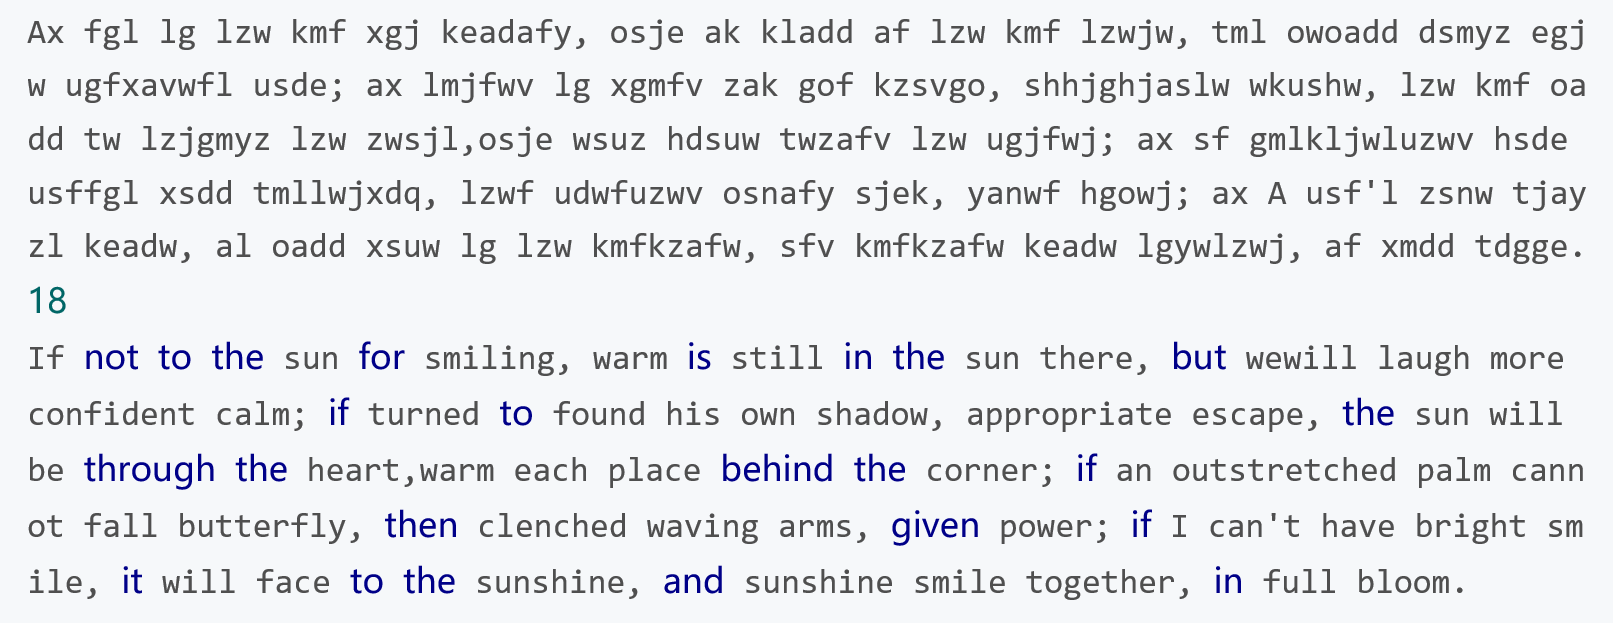 Ax fgl lg lzw kmf xgj keadafy, osje ak kladd af lzw kmf lzwjw, tml owoadd dsmyz egj
w ugfxavwfl usde; ax lmjfwv lg xgmfv zak gof kzsvgo, shhjghjaslw wkushw, lzw kmf oa
dd tw lzjgmyz lzw zwsjl,osje wsuz hdsuw twzafv lzw ugjfwj; ax sf gmlkljwluzwv hsde
usffgl xsdd tmllwjxdq, lzwf udwfuzwv osnafy sjek, yanwf hgowj; ax A usf'l zsnw tjay
zl keadw, al oadd xsuw lg lzw kmfkzafw, sfv kmfkzafw keadw lgywlzwj, af xmdd tdgge.
18
If not to the sun for smiling, warm is still in the sun there, but wewill laugh more
confident calm; if turned to found his own shadow, appropriate escape, the sun will
be through the heart,warm each place behind the corner; if an outstretched palm cann
ot fall butterfly, then clenched waving arms, given power; if I can't have bright sm
ile, it will face to the sunshine, and sunshine smile together, in full bloom.